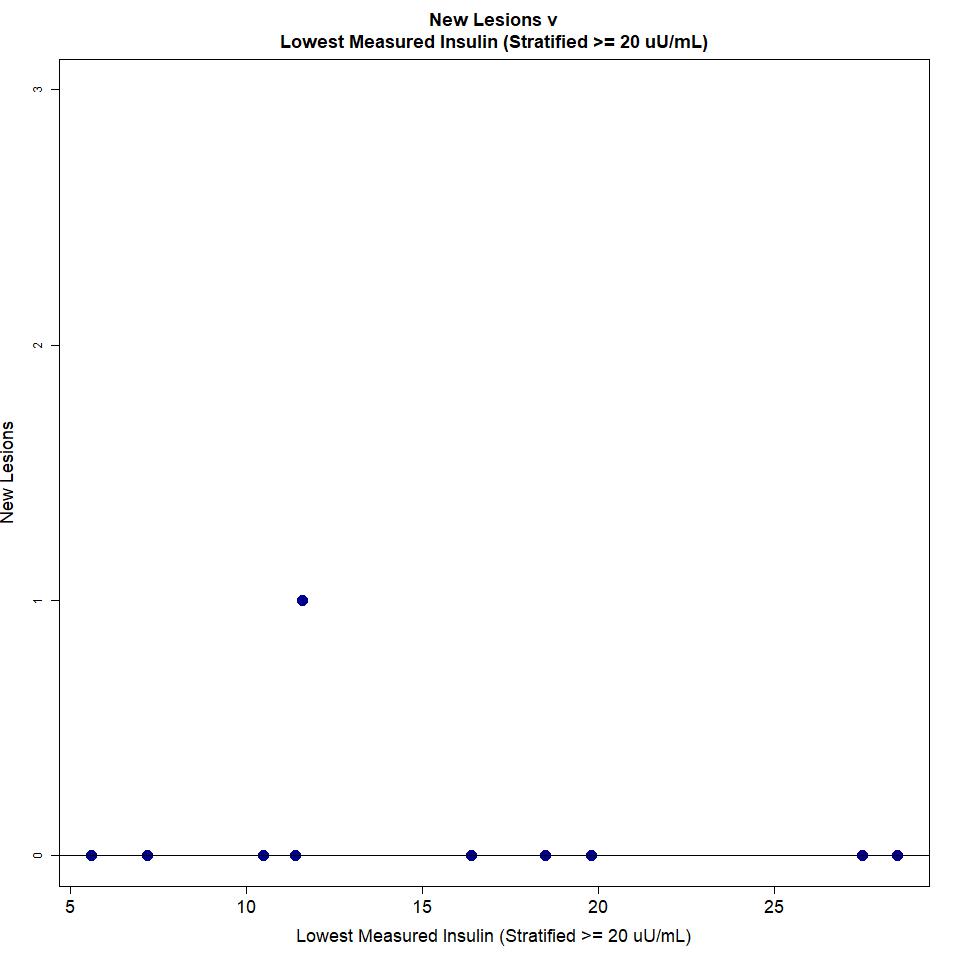 New Lesions v
Lowest Measured Insulin (Stratified >= 20 uU/mL)
3
2
1
0
New Lesions
5 10 15 20 25
Lowest Measured Insulin (Stratified >= 20 uU/mL)